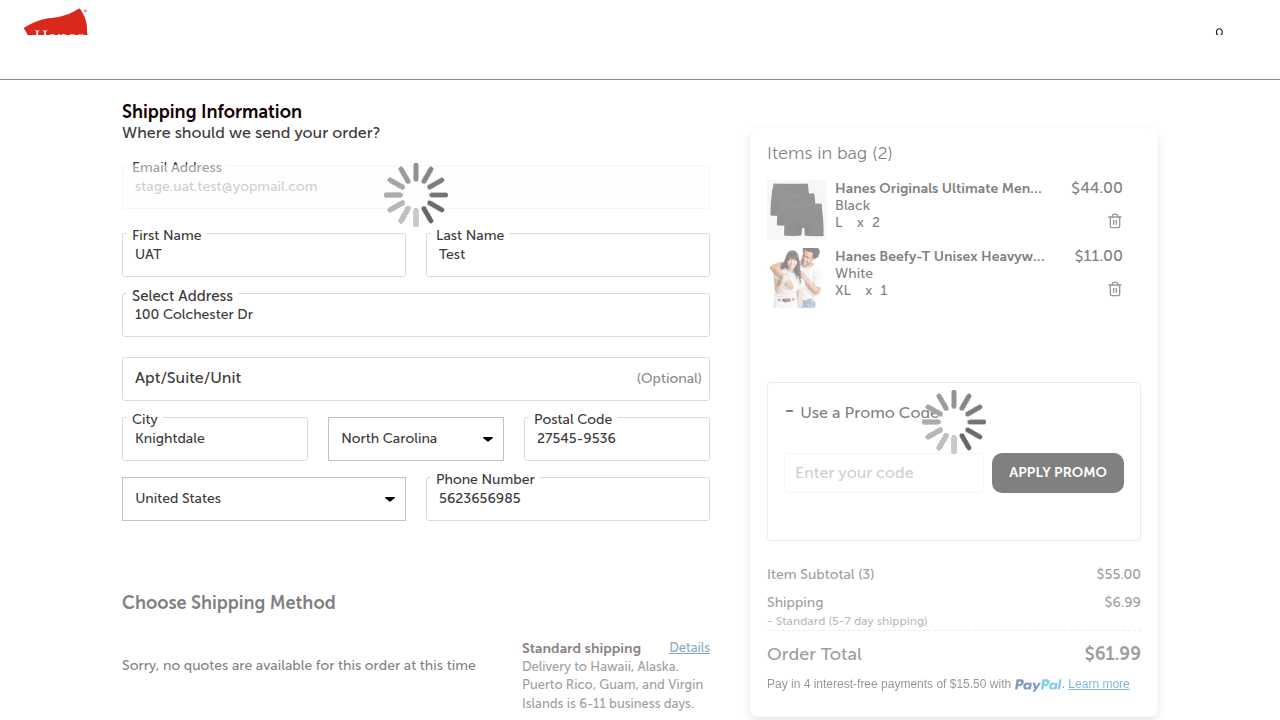 Hanes
0
Shipping Information
Where should we send your order?
Email Address
stage.uat.test@yopmail.com
First Name
UAT
Last Name
Test
Select Address
100 Colchester Dr
Apt/Suite/Unit
(Optional)
City
Knightdale
North Carolina
Postal Code
27545-9536
United States
Phone Number
5623656985
Choose Shipping Method
Sorry, no quotes are available for this order at this time
Standard shipping Details
Delivery to Hawaii, Alaska.
Puerto Rico, Guam, and Virgin
Islands is 6-11 business days.
Items in bag (2)
Hanes Originals Ultimate Men... $44.00
Black
L x 2
Hanes Beefy-T Unisex Heavyw... $11.00
White
XL x 1
− Use a Promo Code
Enter your code
APPLY PROMO
Item Subtotal (3) $55.00
Shipping $6.99
- Standard (5-7 day shipping)
Order Total $61.99
Pay in 4 interest-free payments of $15.50 with PayPal. Learn more